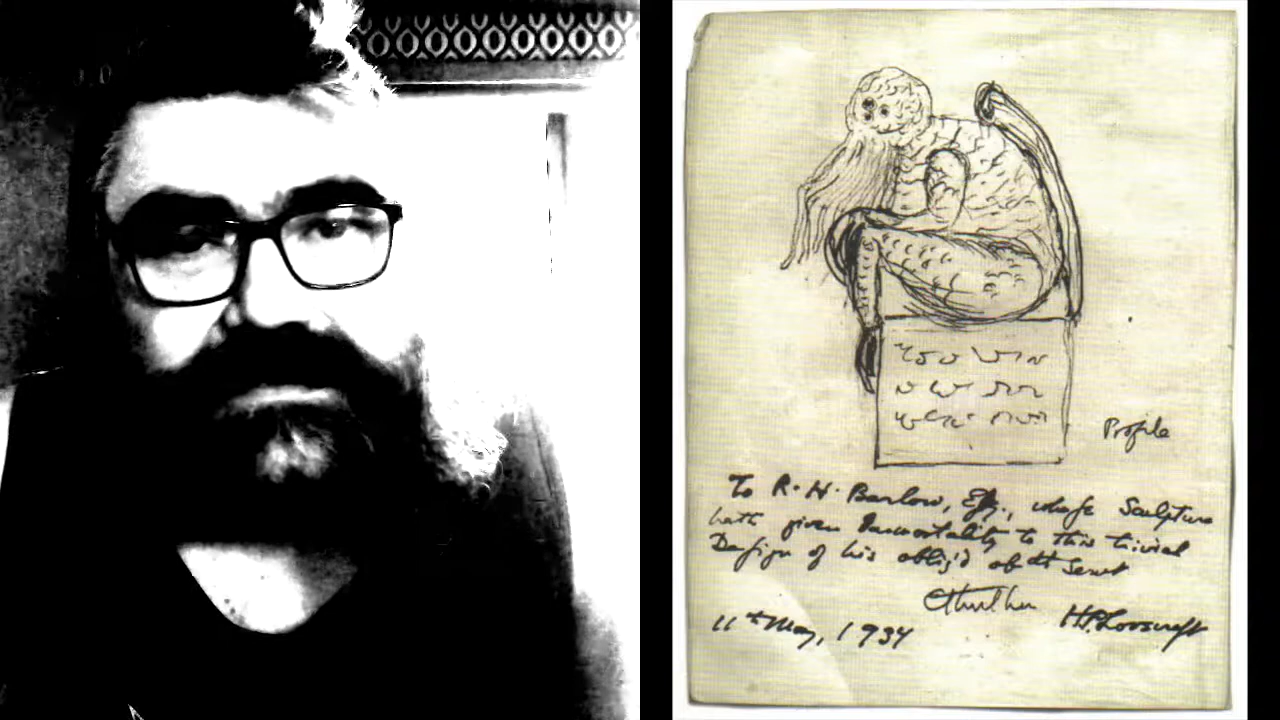 Profile
To R. H. Barlow, Esq., whose Sculpture
hath given Immortality to this trivial
Design of his oblig'd obdt Servt
Cthulhu
H.P. Lovecraft
11th May, 1934